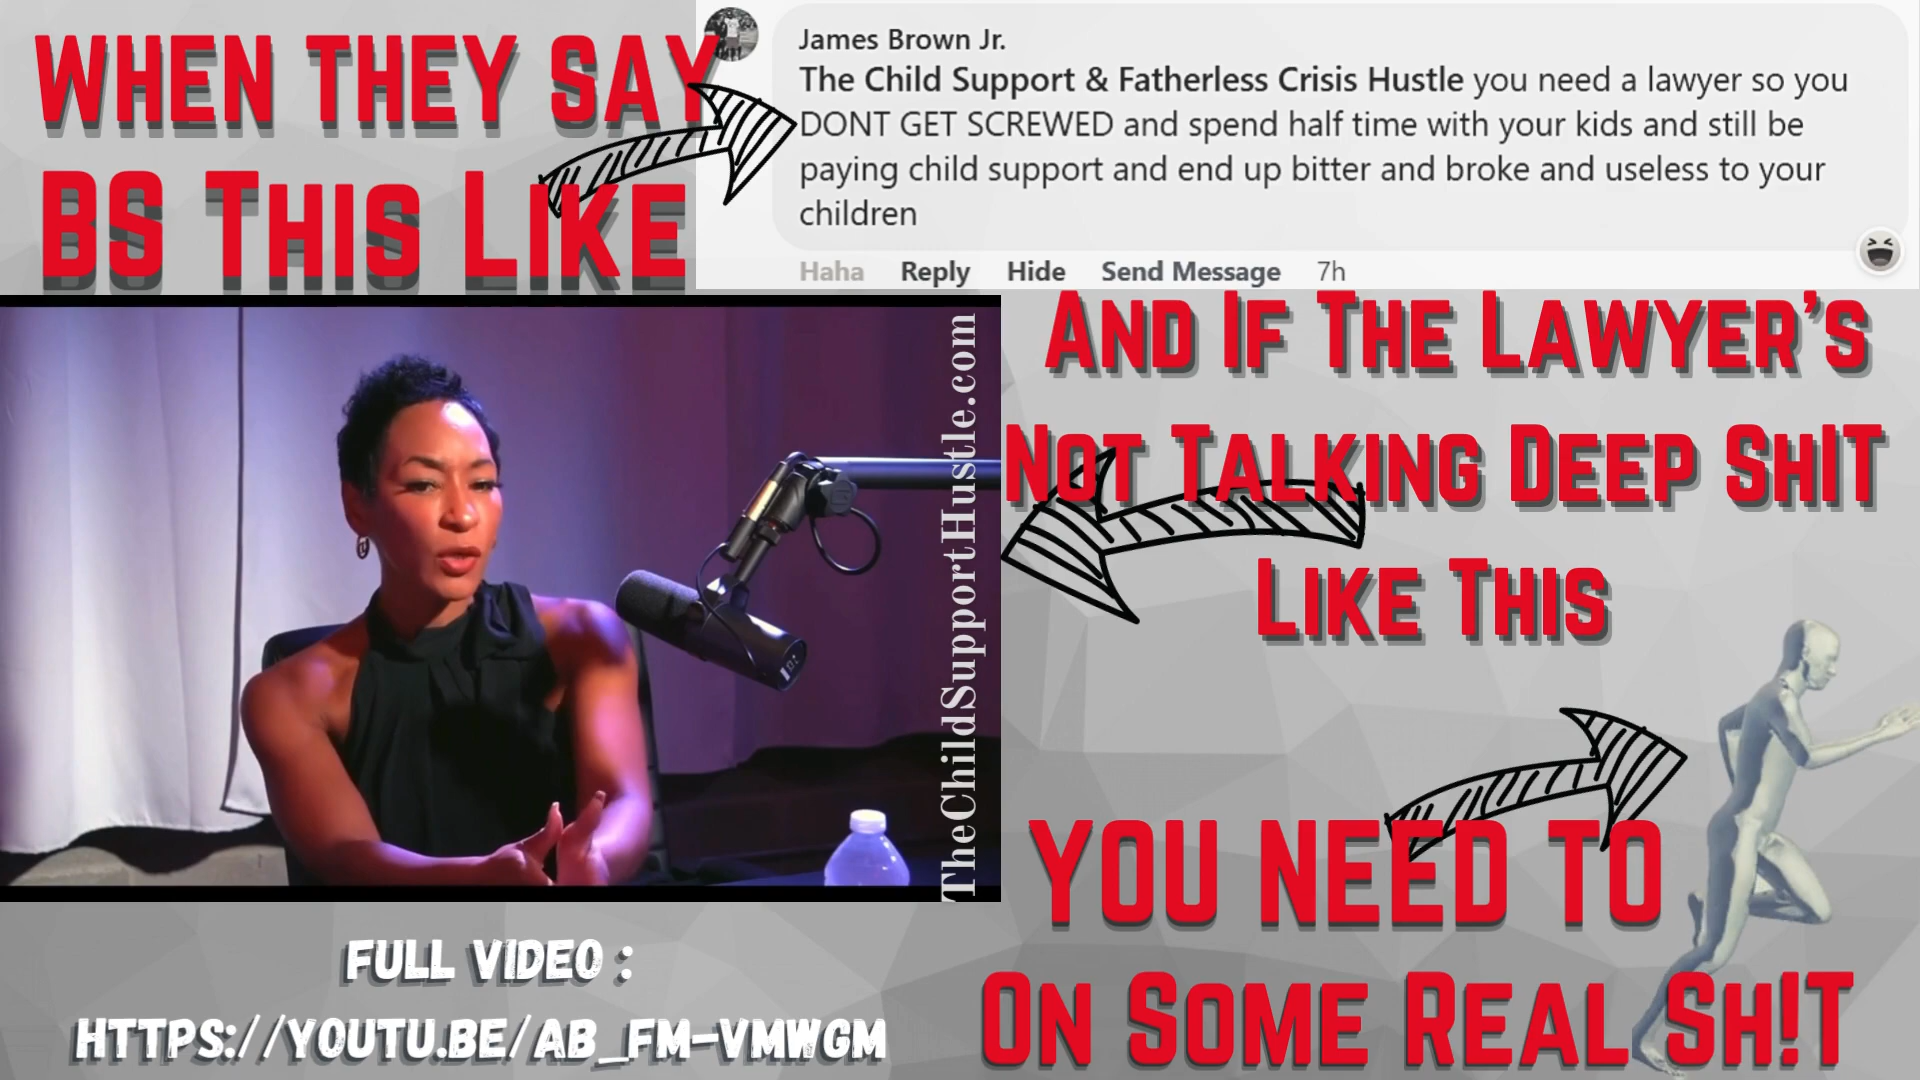 WHEN THEY SAY
BS THIS LIKE
James Brown Jr.
The Child Support & Fatherless Crisis Hustle you need a lawyer so you
DONT GET SCREWED and spend half time with your kids and still be
paying child support and end up bitter and broke and useless to your
children
Haha Reply Hide Send Message 7h
AND IF THE LAWYER'S
NOT TALKING DEEP SHIT
LIKE THIS
TheChildSupportHustle.com
YOU NEED TO
ON SOME REAL SH!T
FULL VIDEO :
HTTPS://YOUTU.BE/AB_FM-VMWGM